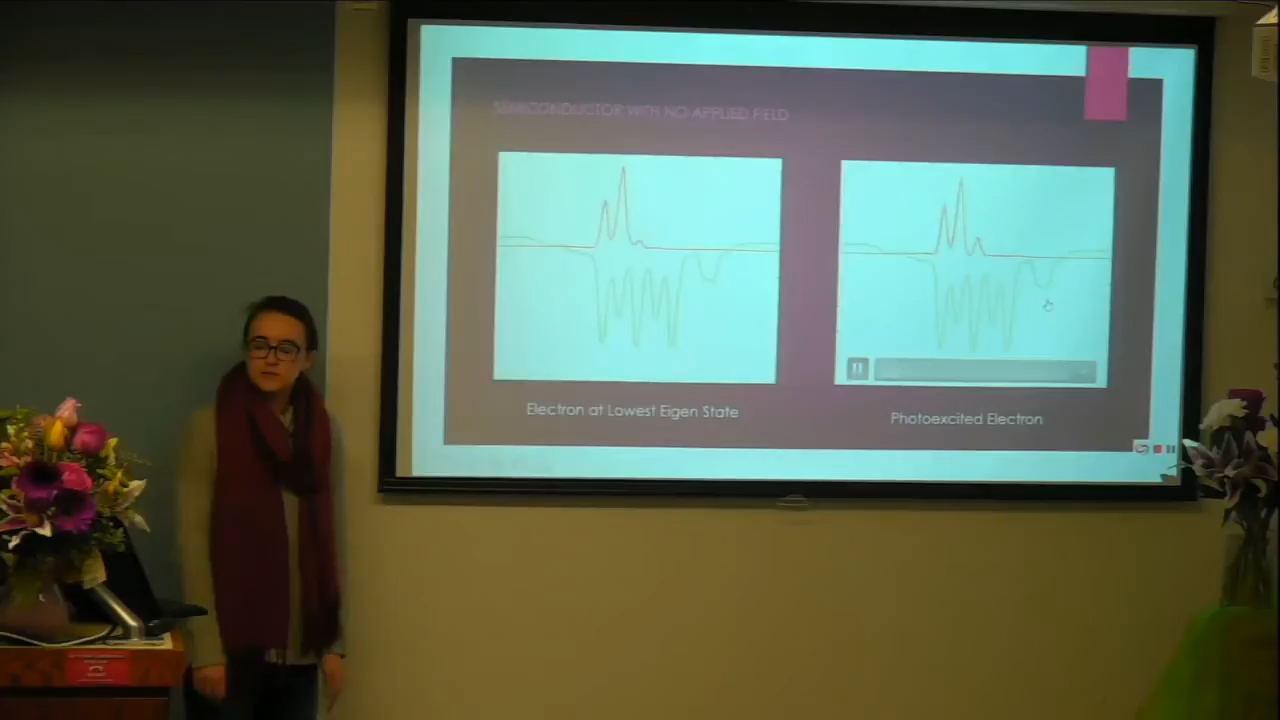 SEMICONDUCTOR WITH NO APPLIED FIELD
Electron at Lowest Eigen State
Photoexcited Electron